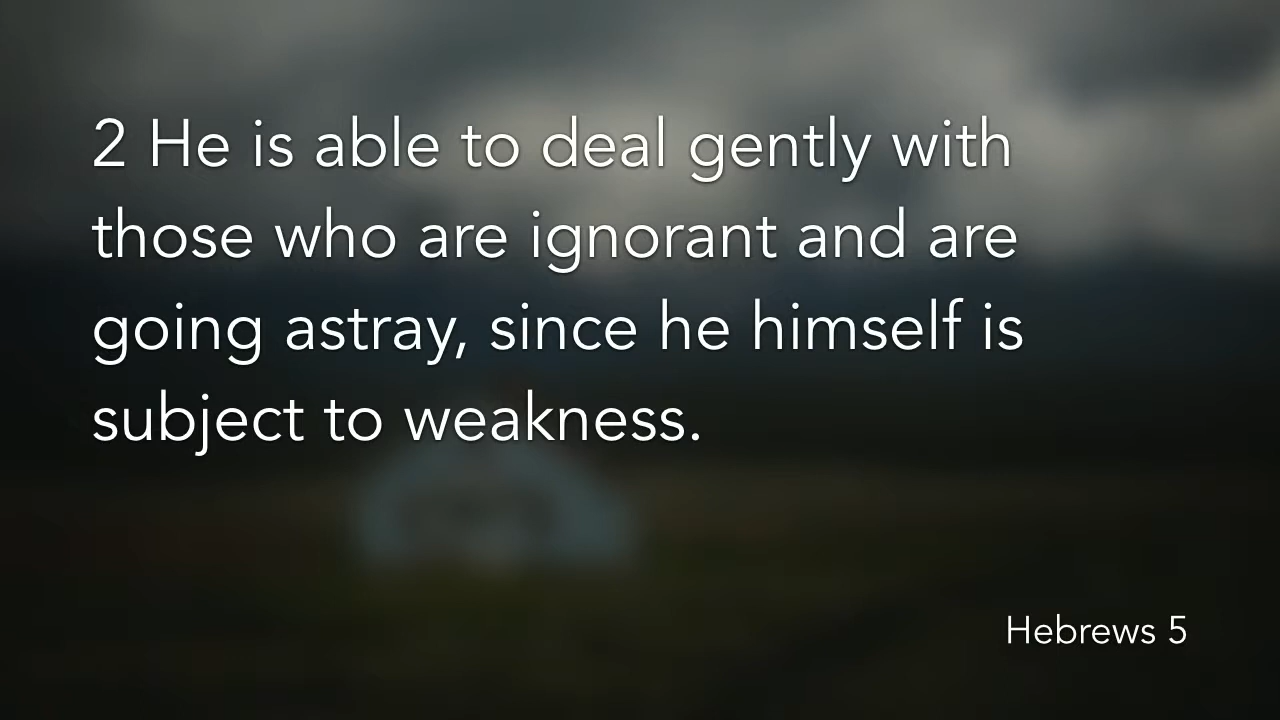 2 He is able to deal gently with
those who are ignorant and are
going astray, since he himself is
subject to weakness.
Hebrews 5